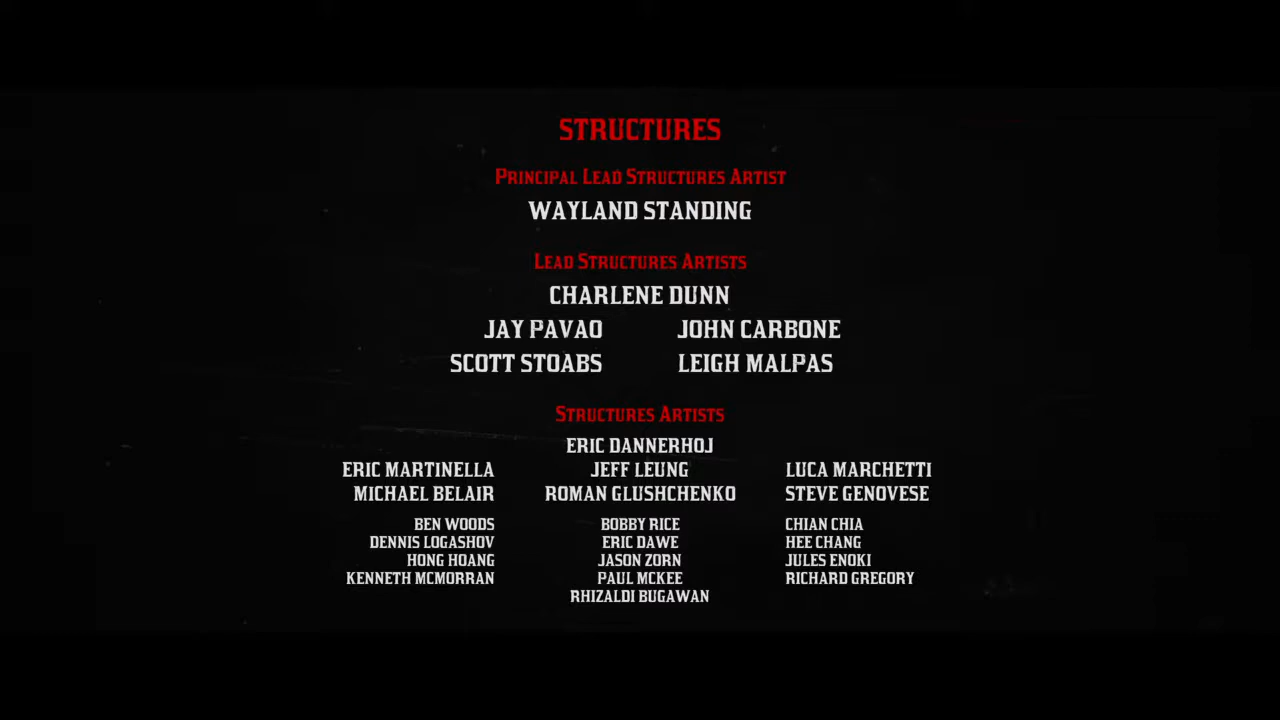 STRUCTURES
PRINCIPAL LEAD STRUCTURES ARTIST
WAYLAND STANDING
LEAD STRUCTURES ARTISTS
CHARLENE DUNN
JAY PAVAO JOHN CARBONE
SCOTT STOABS LEIGH MALPAS
STRUCTURES ARTISTS
ERIC DANNERHOJ
ERIC MARTINELLA JEFF LEUNG LUCA MARCHETTI
MICHAEL BELAIR ROMAN GLUSHCHENKO STEVE GENOVESE
BEN WOODS BOBBY RICE CHIAN CHIA
DENNIS LOGASHOV ERIC DAWE HEE CHANG
HONG HOANG JASON ZORN JULES ENOKI
KENNETH MCMORRAN PAUL MCKEE RICHARD GREGORY
RHIZALDI BUGAWAN